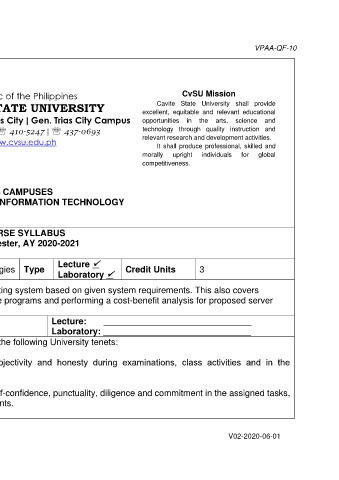 VPAA-QF-10
c of the Philippines
CvSU Mission
TATE UNIVERSITY
Cavite State University shall provide
excellent, equitable and relevant educational
opportunities in the arts, science and
technology through quality instruction and
relevant research and development activities.
It shall produce professional, skilled and
morally upright individuals for global
competitiveness.
s City | Gen. Trias City Campus
☏ 410-5247 | ☏ 437-0693
w.cvsu.edu.ph
CAMPUSES
NFORMATION TECHNOLOGY
RSE SYLLABUS
ester, AY 2020-2021
gies Type Lecture ✓ Credit Units 3
Laboratory ✓
ting system based on given system requirements. This also covers
e programs and performing a cost-benefit analysis for proposed server
Lecture: ____________________
Laboratory: ____________________
the following University tenets:
bjectivity and honesty during examinations, class activities and in the
f-confidence, punctuality, diligence and commitment in the assigned tasks,
nts.
V02-2020-06-01